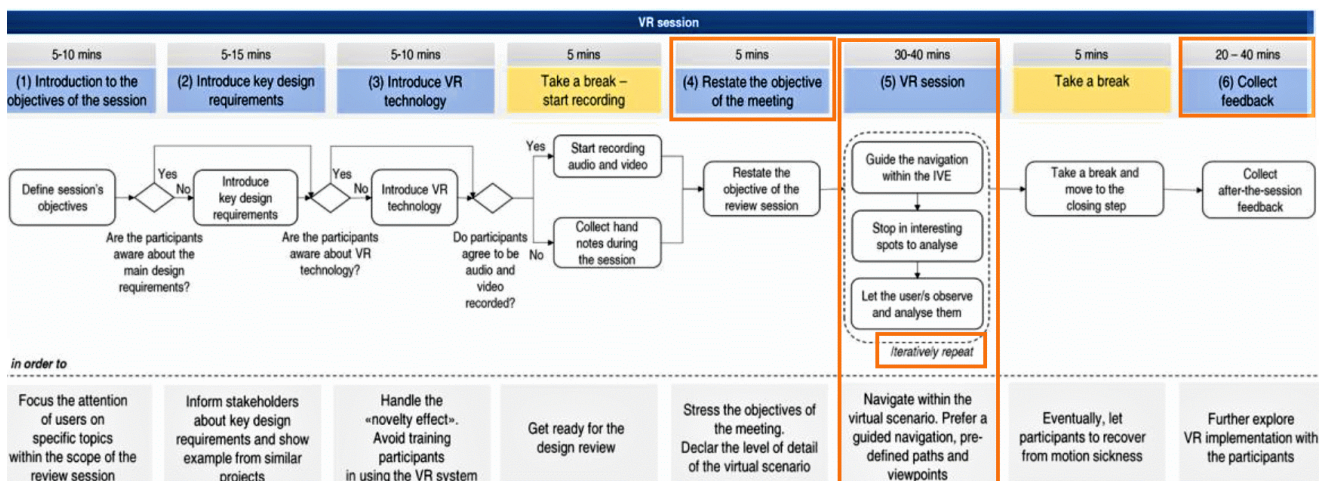 VR session
5-10 mins
5-15 mins
5-10 mins
5 mins
5 mins
30-40 mins
5 mins
20 – 40 mins
(1) Introduction to the
objectives of the session
(2) Introduce key design
requirements
(3) Introduce VR
technology
Take a break –
start recording
(4) Restate the objective
of the meeting
(5) VR session
Take a break
(6) Collect
feedback
Define session's
objectives
Yes
No
Are the participants
aware about the
main design
requirements?
Introduce
key design
requirements
Yes
No
Are the participants
aware about VR
technology?
Introduce VR
technology
Do participants
agree to be
audio and
video
recorded?
Yes
No
Start recording
audio and video
Collect hand
notes during
the session
Restate the
objective of the
review session
Guide the navigation
within the IVE
Stop in interesting
spots to analyse
Let the user/s observe
and analyse them
Iteratively repeat
Take a break and
move to the
closing step
Collect
after-the-session
feedback
in order to
Focus the attention
of users on
specific topics
within the scope of the
review session
Inform stakeholders
about key design
requirements and show
example from similar
projects
Handle the
«novelty effect».
Avoid training
participants
in using the VR system
Get ready for the
design review
Stress the objectives of
the meeting.
Declar the level of detail
of the virtual scenario
Navigate within the
virtual scenario. Prefer a
guided navigation, pre-
defined paths and
viewpoints
Eventually, let
participants to recover
from motion sickness
Further explore
VR implementation with
the participants